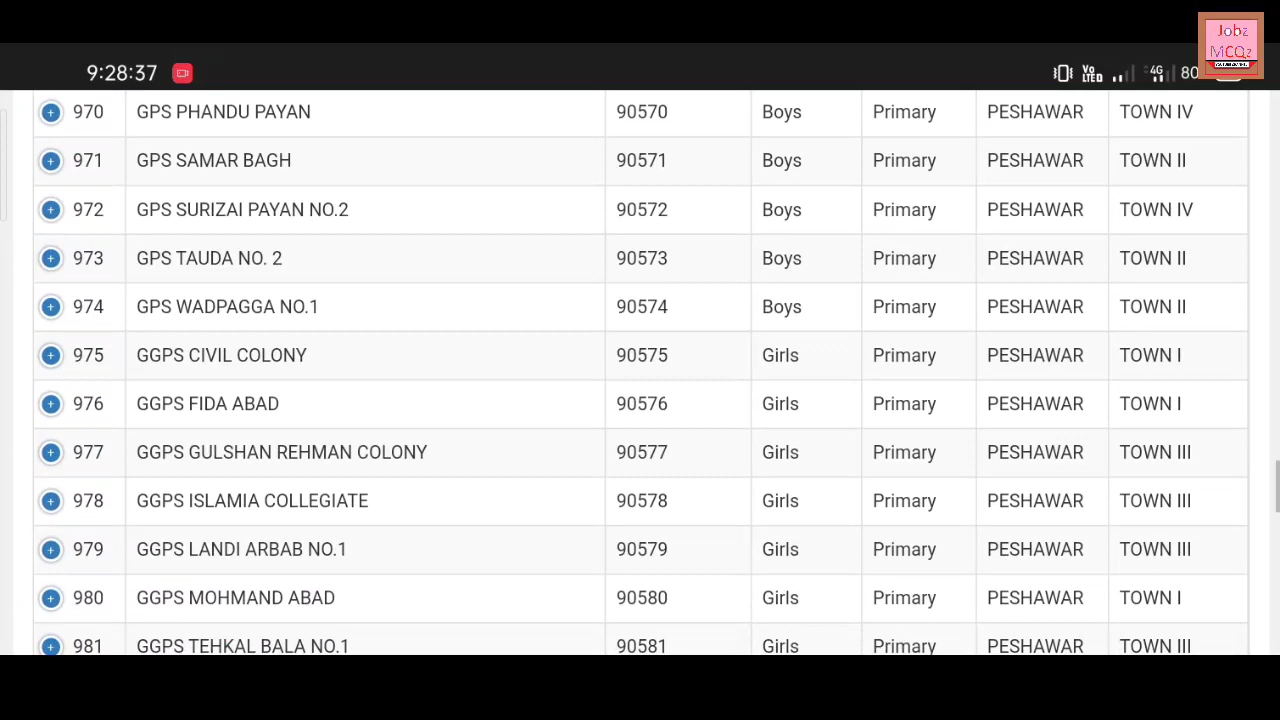 Jobz
MCQz
9:28:37 Vo LTED 4G 80
970 GPS PHANDU PAYAN 90570 Boys Primary PESHAWAR TOWN IV
971 GPS SAMAR BAGH 90571 Boys Primary PESHAWAR TOWN II
972 GPS SURIZAI PAYAN NO.2 90572 Boys Primary PESHAWAR TOWN IV
973 GPS TAUDA NO. 2 90573 Boys Primary PESHAWAR TOWN II
974 GPS WADPAGGA NO.1 90574 Boys Primary PESHAWAR TOWN II
975 GGPS CIVIL COLONY 90575 Girls Primary PESHAWAR TOWN I
976 GGPS FIDA ABAD 90576 Girls Primary PESHAWAR TOWN I
977 GGPS GULSHAN REHMAN COLONY 90577 Girls Primary PESHAWAR TOWN III
978 GGPS ISLAMIA COLLEGIATE 90578 Girls Primary PESHAWAR TOWN III
979 GGPS LANDI ARBAB NO.1 90579 Girls Primary PESHAWAR TOWN III
980 GGPS MOHMAND ABAD 90580 Girls Primary PESHAWAR TOWN I
981 GGPS TEHKAL BALA NO.1 90581 Girls Primary PESHAWAR TOWN III